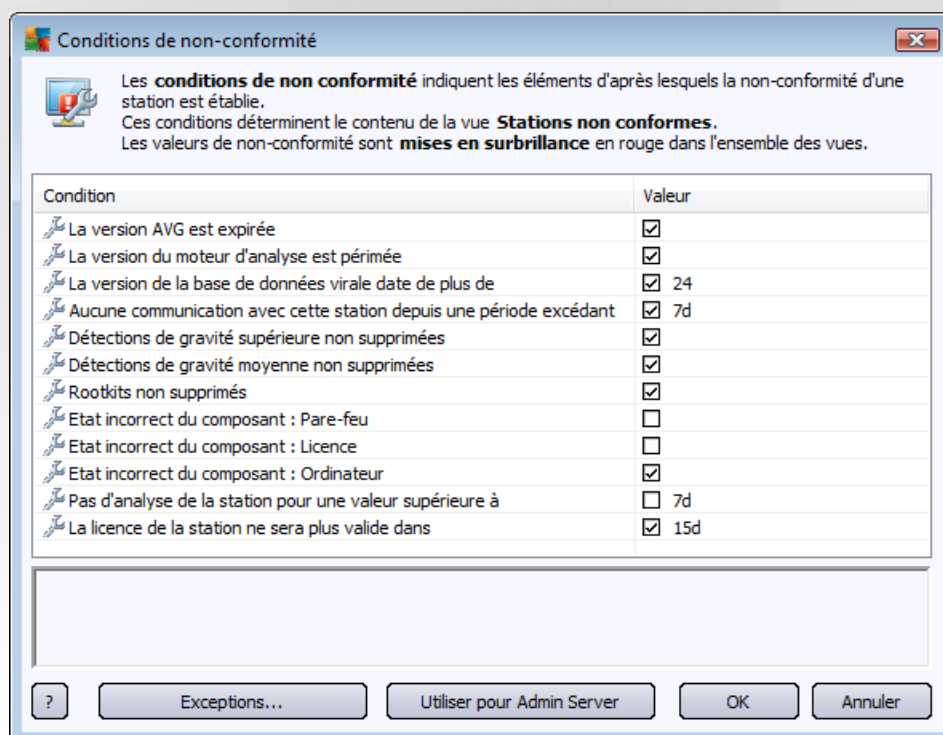 Conditions de non-conformité
Les conditions de non conformité indiquent les éléments d'après lesquels la non-conformité d'une
station est établie.
Ces conditions déterminent le contenu de la vue Stations non conformes.
Les valeurs de non-conformité sont mises en surbrillance en rouge dans l'ensemble des vues.
Condition Valeur
La version AVG est expirée
La version du moteur d'analyse est périmée
La version de la base de données virale date de plus de 24
Aucune communication avec cette station depuis une période excédant 7d
Détections de gravité supérieure non supprimées
Détections de gravité moyenne non supprimées
Rootkits non supprimés
Etat incorrect du composant : Pare-feu
Etat incorrect du composant : Licence
Etat incorrect du composant : Ordinateur
Pas d'analyse de la station pour une valeur supérieure à 7d
La licence de la station ne sera plus valide dans 15d
? Exceptions... Utiliser pour Admin Server OK Annuler